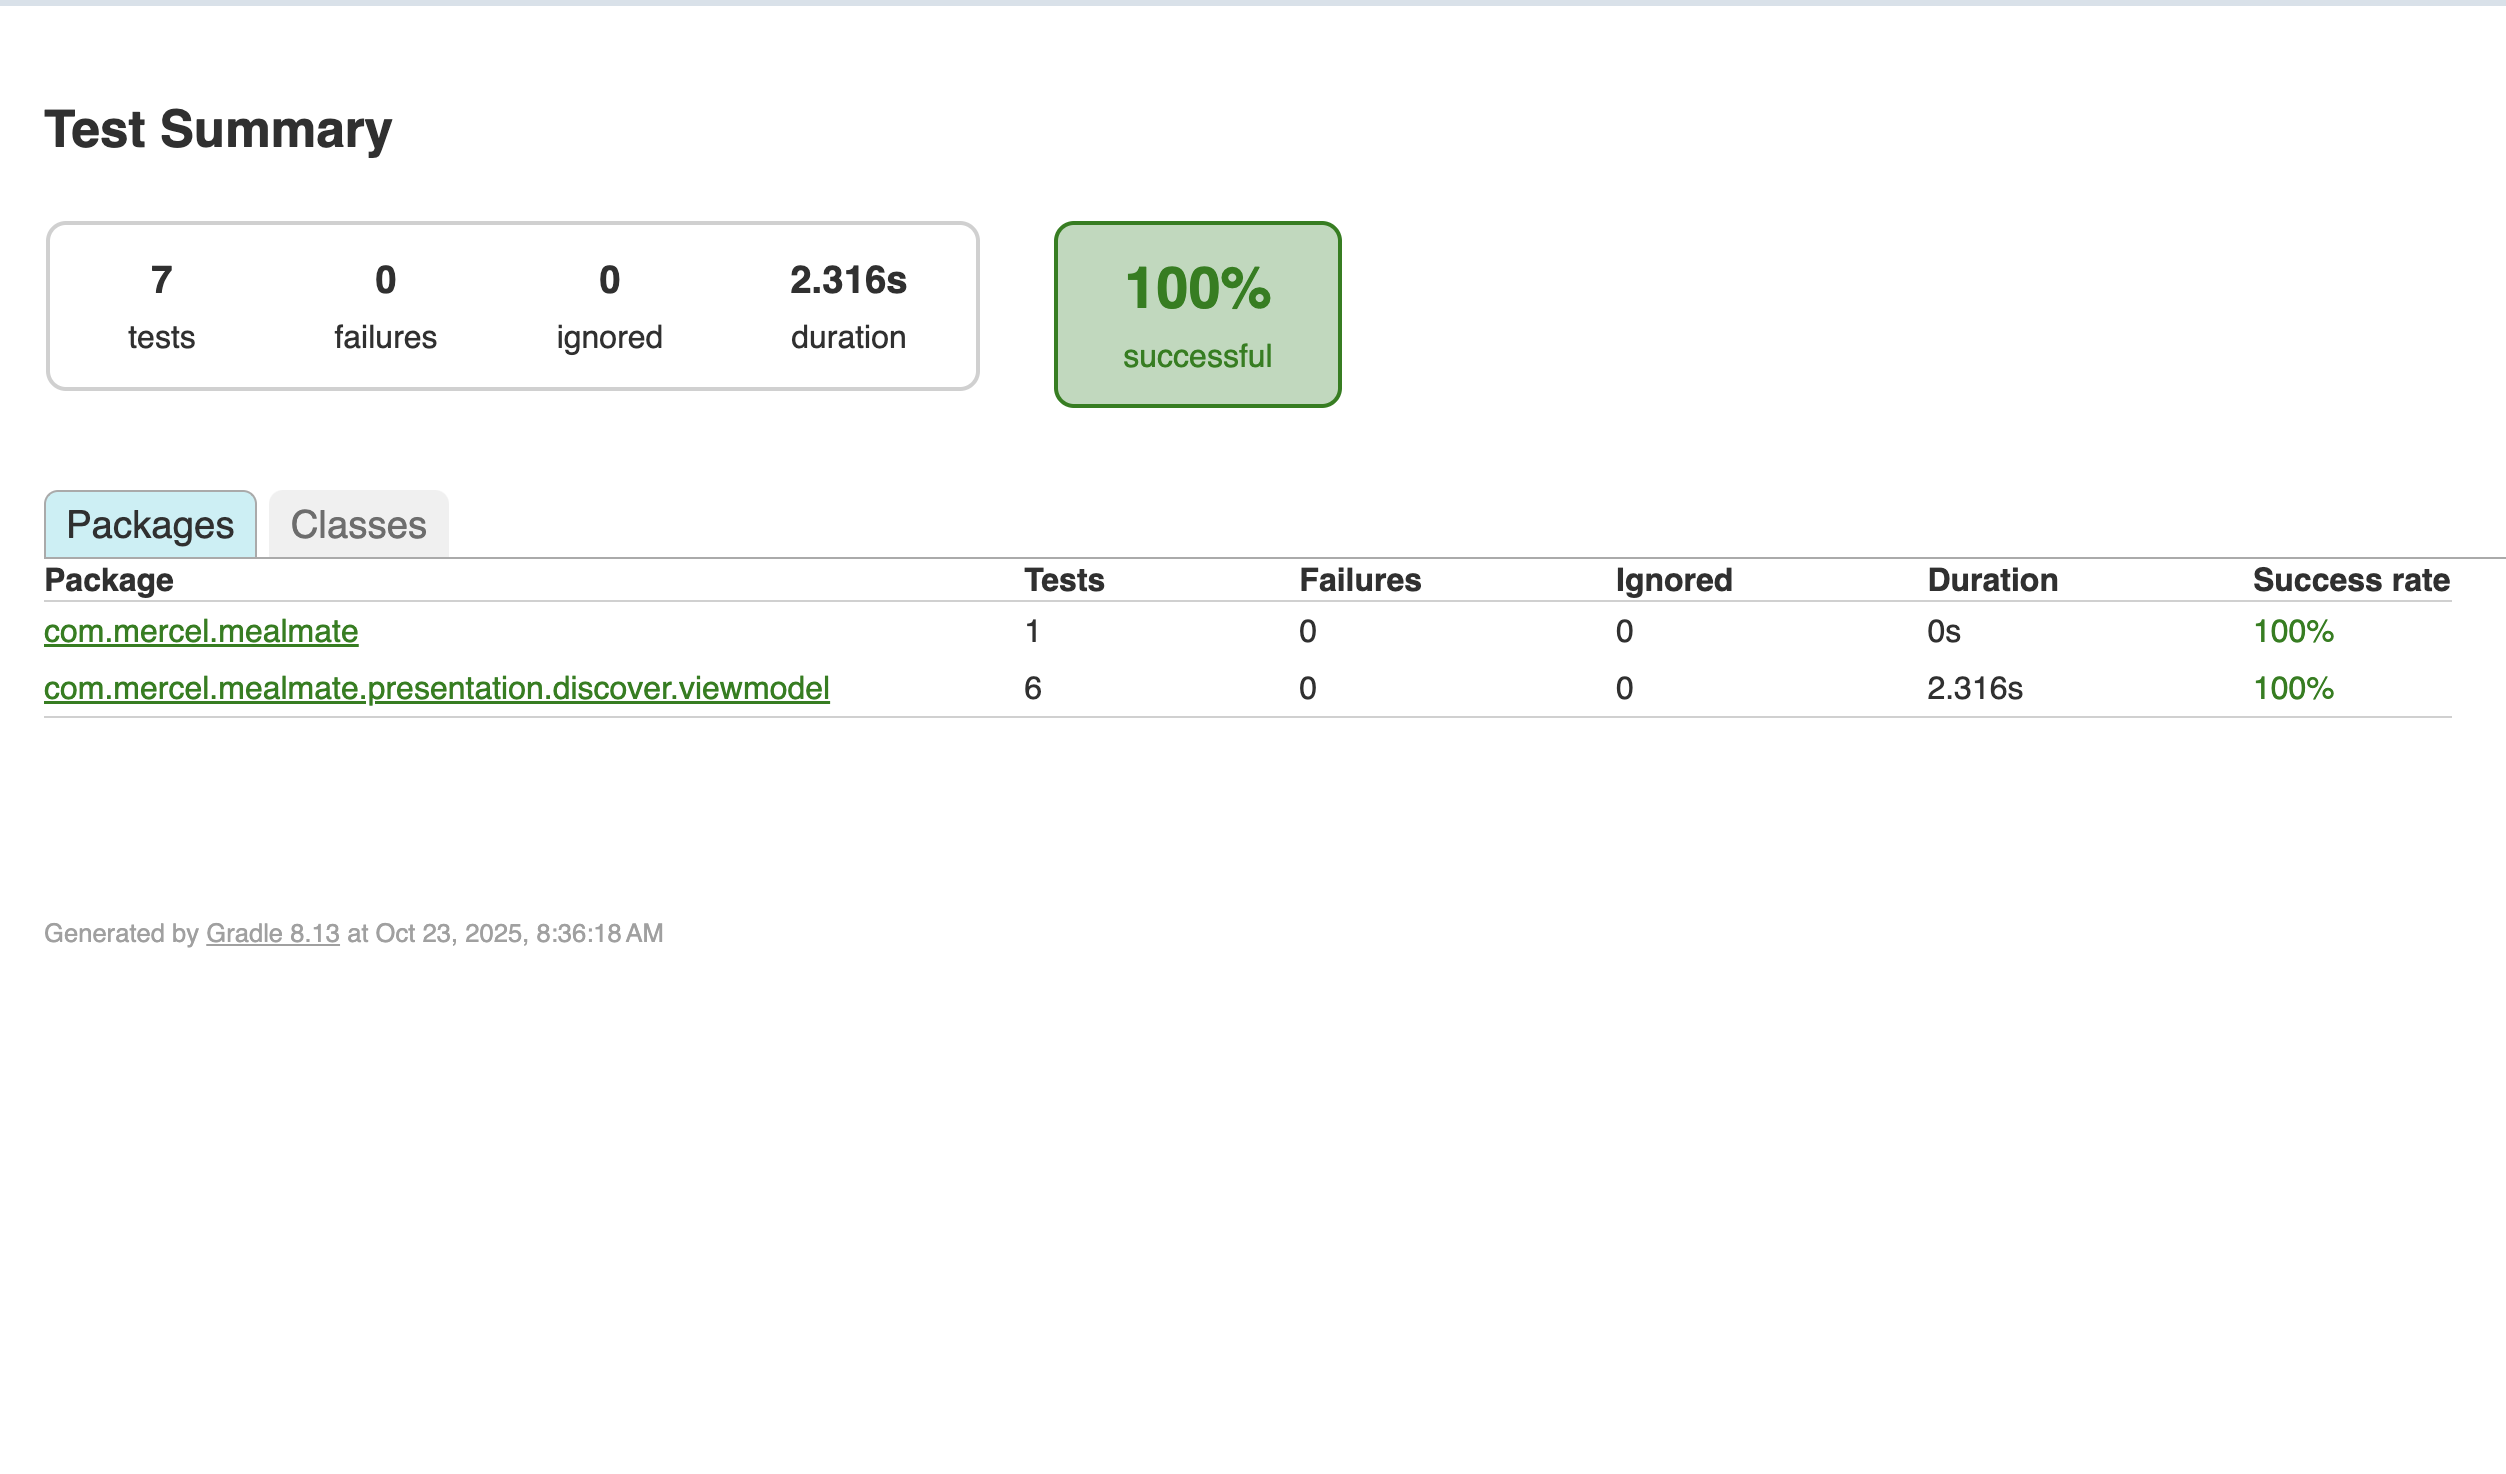 Test Summary
7 0 0 2.316s
tests failures ignored duration
100%
successful
Packages Classes
Package Tests Failures Ignored Duration Success rate
com.mercel.mealmate 1 0 0 0s 100%
com.mercel.mealmate.presentation.discover.viewmodel 6 0 0 2.316s 100%
Generated by Gradle 8.13 at Oct 23, 2025, 8:36:18 AM